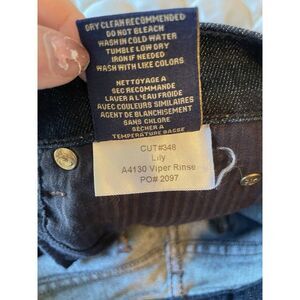 DRY CLEAN RECOMMENDED
DO NOT BLEACH
WASH IN COLD WATER
TUMBLE LOW DRY
IRON IF NEEDED
WASH WITH LIKE COLORS
NETTOYAGE A
SEC RECOMMANDE
LAVER A L'EAU FROIDE
AVEC COULEURS SIMILAIRES
AGENT DE BLANCHISEMENT
SANS CHLORE
SÉCHER A
TEMPERATURE BASSE
CUT#348
Lily
A4130 Viper Rinse
PO# 2097